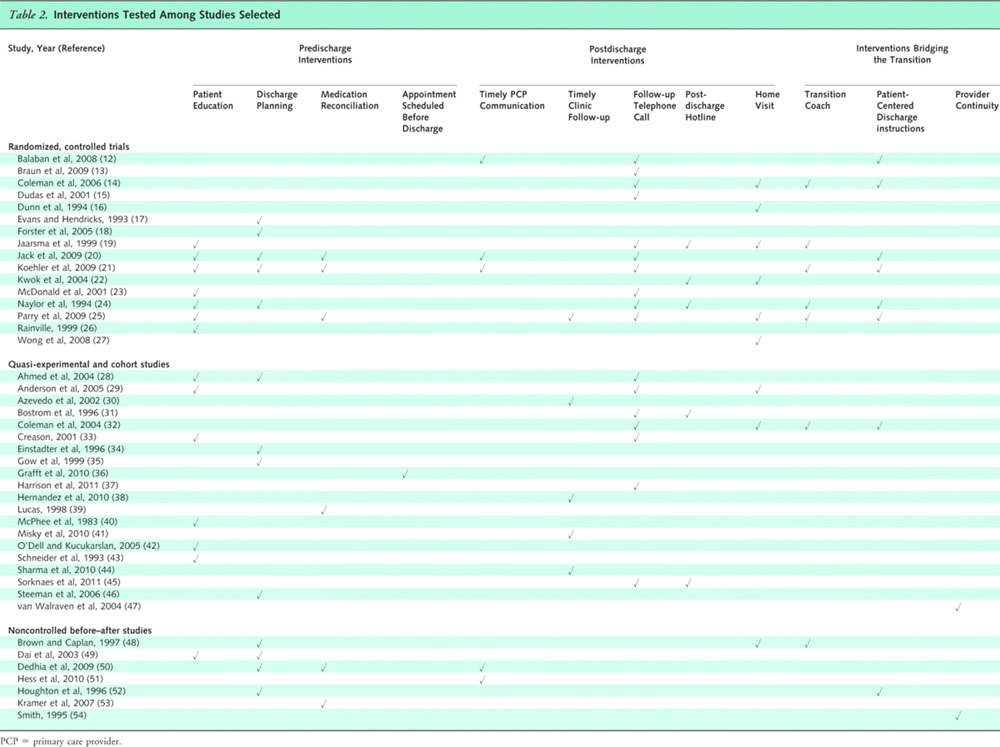 Table 2. Interventions Tested Among Studies Selected
Study, Year (Reference) Predischarge Interventions Postdischarge Interventions Interventions Bridging the Transition
Patient Education Discharge Planning Medication Reconciliation Appointment Scheduled Before Discharge Timely PCP Communication Timely Clinic Follow-up Follow-up Telephone Call Post-discharge Hotline Home Visit Transition Coach Patient-Centered Discharge instructions Provider Continuity
Randomized, controlled trials
Balaban et al, 2008 (12) √ √ √
Braun et al, 2009 (13) √
Coleman et al, 2006 (14) √ √ √ √
Dudas et al, 2001 (15) √
Dunn et al, 1994 (16) √
Evans and Hendricks, 1993 (17) √
Forster et al, 2005 (18) √
Jaarsma et al, 1999 (19) √ √ √ √ √
Jack et al, 2009 (20) √ √ √ √ √ √
Koehler et al, 2009 (21) √ √ √ √ √ √ √
Kwok et al, 2004 (22) √ √
McDonald et al, 2001 (23) √ √
Naylor et al, 1994 (24) √ √ √ √ √ √
Parry et al, 2009 (25) √ √ √ √ √ √ √
Rainville, 1999 (26) √
Wong et al, 2008 (27) √
Quasi-experimental and cohort studies
Ahmed et al, 2004 (28) √ √ √
Anderson et al, 2005 (29) √ √ √
Azevedo et al, 2002 (30) √
Bostrom et al, 1996 (31) √ √
Coleman et al, 2004 (32) √ √ √ √
Creason, 2001 (33) √ √
Einstadter et al, 1996 (34) √
Gow et al, 1999 (35) √
Grafft et al, 2010 (36) √
Harrison et al, 2011 (37) √
Hernandez et al, 2010 (38) √
Lucas, 1998 (39) √
McPhee et al, 1983 (40) √
Misky et al, 2010 (41) √
O'Dell and Kucukarslan, 2005 (42) √
Schneider et al, 1993 (43) √
Sharma et al, 2010 (44) √
Sorknaes et al, 2011 (45) √ √
Steeman et al, 2006 (46) √
van Walraven et al, 2004 (47) √
Noncontrolled before–after studies
Brown and Caplan, 1997 (48) √ √ √
Dai et al, 2003 (49) √ √
Dedhia et al, 2009 (50) √ √ √
Hess et al, 2010 (51) √
Houghton et al, 1996 (52) √ √
Kramer et al, 2007 (53) √
Smith, 1995 (54) √
PCP = primary care provider.